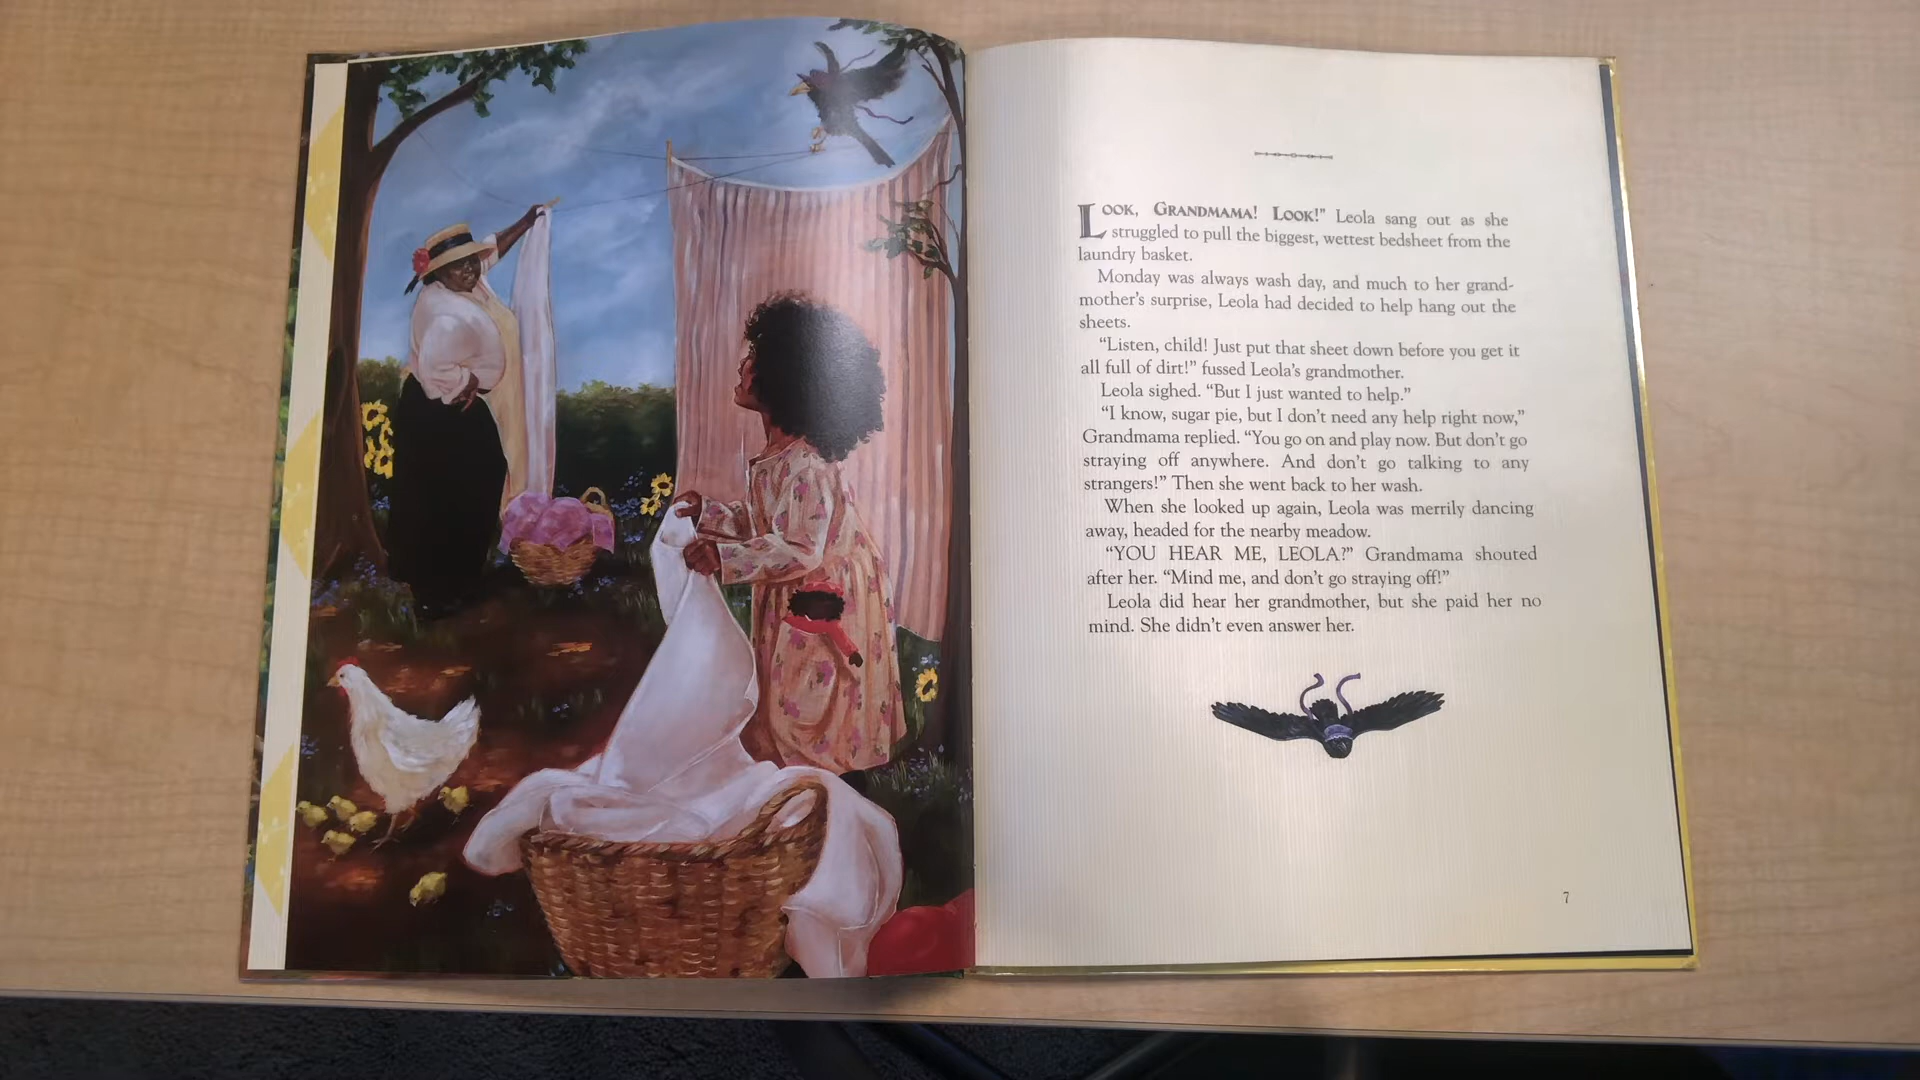 LOOK, GRANDMAMA! LOOK!” Leola sang out as she
struggled to pull the biggest, wettest bedsheet from the
laundry basket.
Monday was always wash day, and much to her grand-
mother’s surprise, Leola had decided to help hang out the
sheets.
“Listen, child! Just put that sheet down before you get it
all full of dirt!” fussed Leola’s grandmother.
Leola sighed. “But I just wanted to help.”
“I know, sugar pie, but I don’t need any help right now,”
Grandmama replied. “You go on and play now. But don’t go
straying off anywhere. And don’t go talking to any
strangers!” Then she went back to her wash.
When she looked up again, Leola was merrily dancing
away, headed for the nearby meadow.
“YOU HEAR ME, LEOLA?” Grandmama shouted
after her. “Mind me, and don’t go straying off!”
Leola did hear her grandmother, but she paid her no
mind. She didn’t even answer her.
7